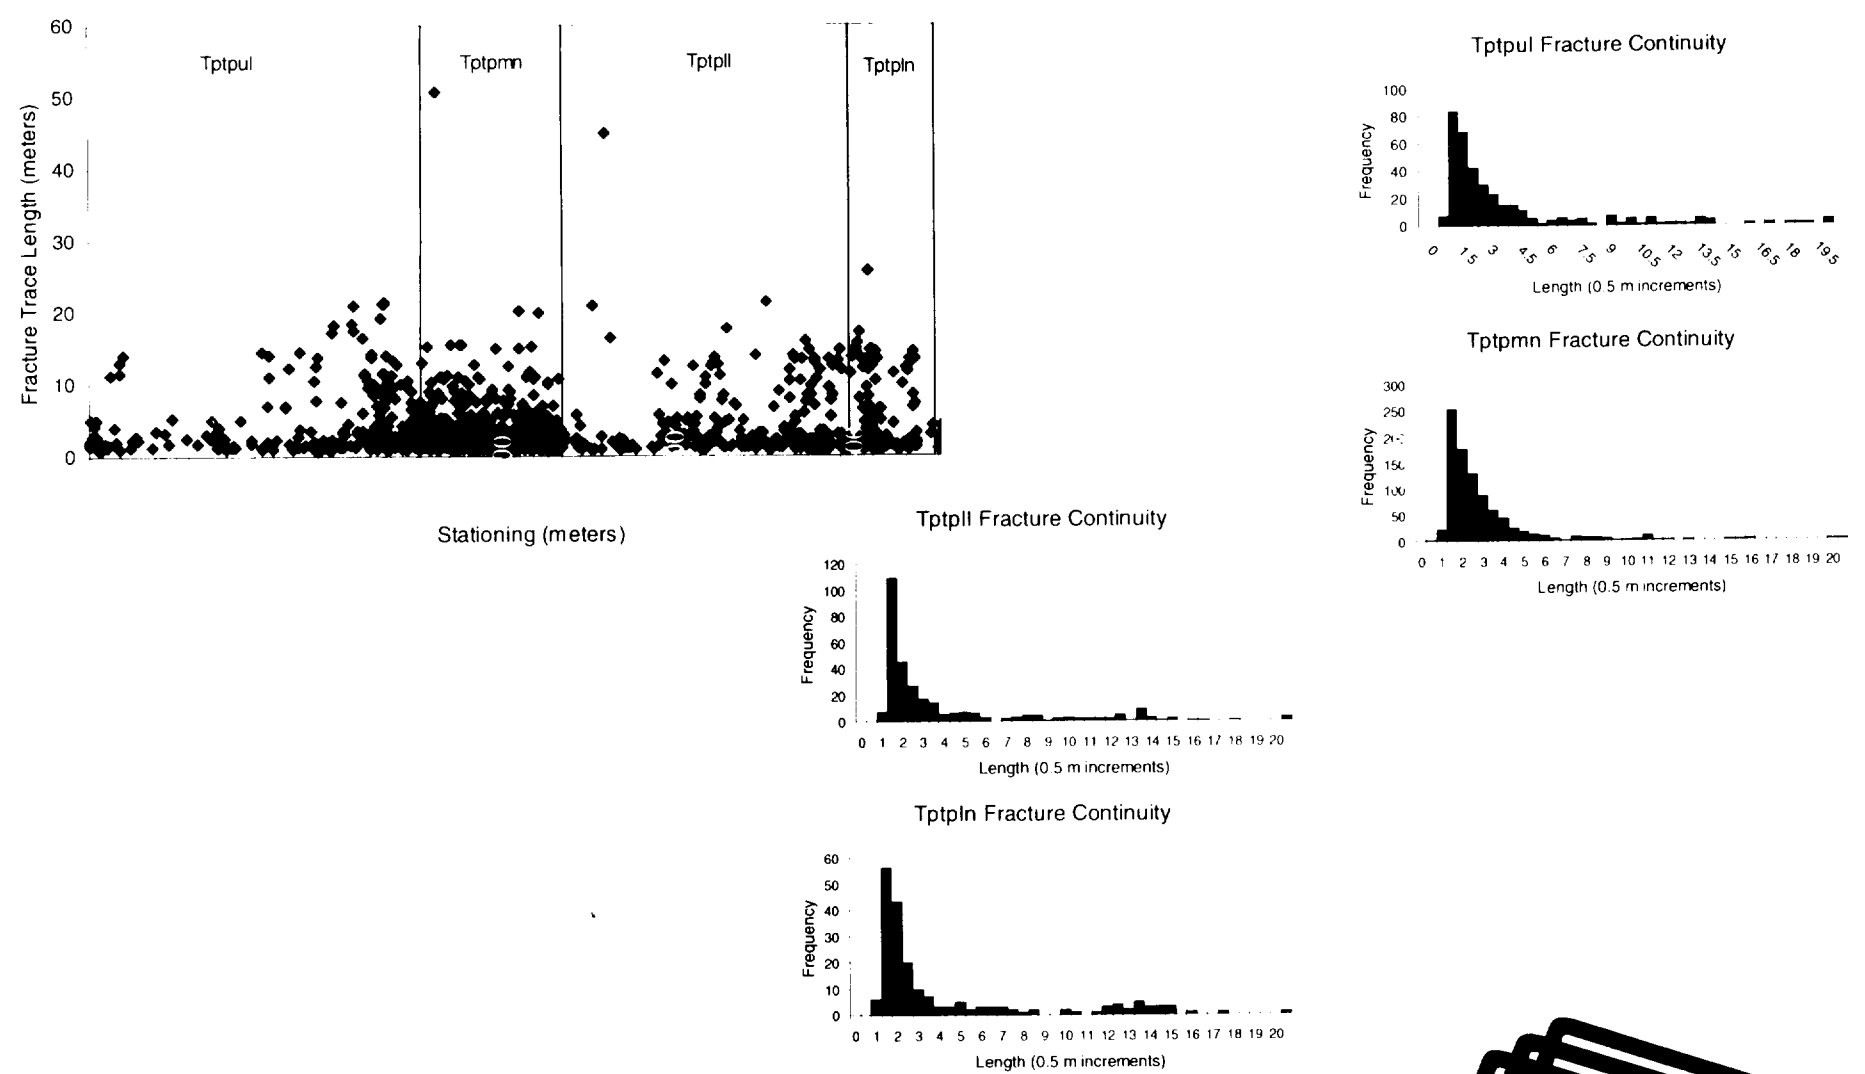 60
50
40
30
20
10
0
Fracture Trace Length (meters)
Tptpul
Tptpmn
Tptpll
Tptpln
Stationing (meters)
Tptpul Fracture Continuity
100
80
60
40
20
0
Frequency
0 1.5 3 4.5 6 7.5 9 10.5 12 13.5 15 16.5 18 19.5
Length (0.5 m increments)
Tptpmn Fracture Continuity
300
250
50
0
Frequency
0 1 2 3 4 5 6 7 8 9 10 11 12 13 14 15 16 17 18 19 20
Length (0.5 m increments)
Tptpll Fracture Continuity
120
100
80
60
40
20
0
Frequency
0 1 2 3 4 5 6 7 8 9 10 11 12 13 14 15 16 17 18 19 20
Length (0.5 m increments)
Tptpln Fracture Continuity
60
50
40
30
20
10
0
Frequency
0 1 2 3 4 5 6 7 8 9 10 11 12 13 14 15 16 17 18 19 20
Length (0.5 m increments)